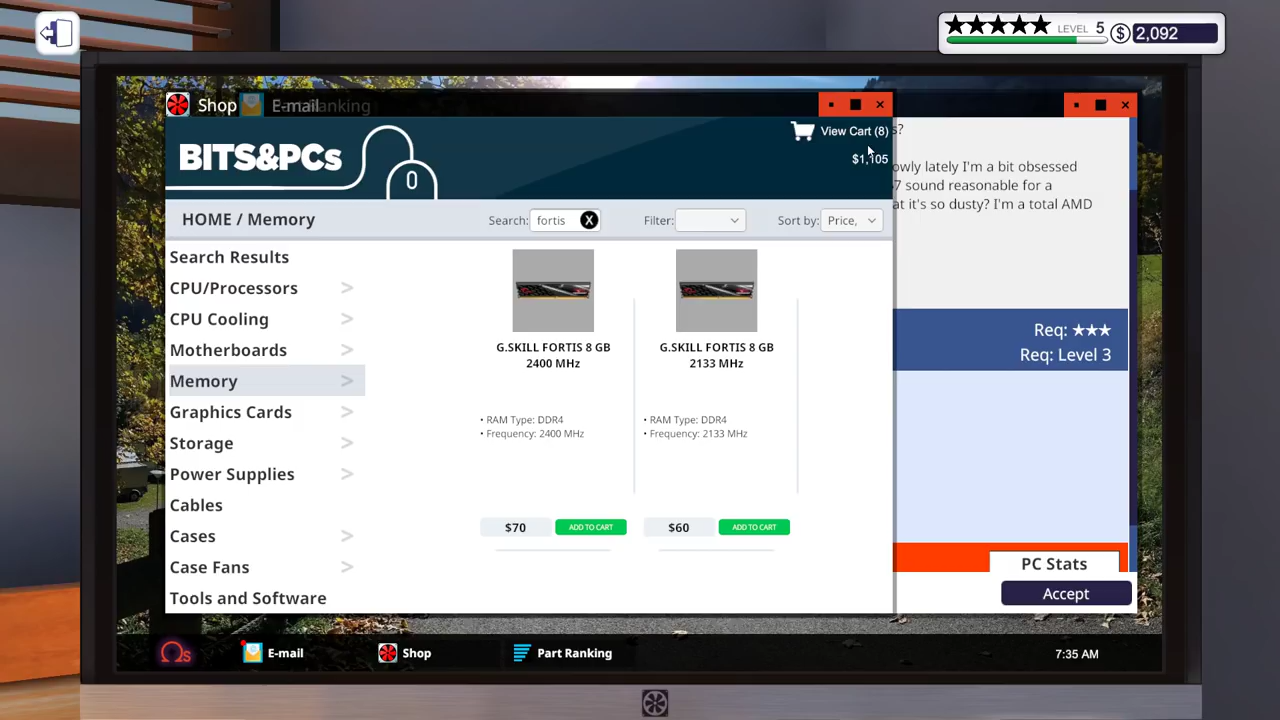 LEVEL 5
$ 2,092
Shop
E-mail
View Cart (8)
$1,105
BITS&PCs
HOME / Memory
Search: fortis X
Filter:
Sort by: Price,
Search Results
CPU/Processors >
CPU Cooling >
Motherboards >
Memory >
Graphics Cards >
Storage >
Power Supplies >
Cables
Cases >
Case Fans >
Tools and Software
G.SKILL FORTIS 8 GB
2400 MHz
• RAM Type: DDR4
• Frequency: 2400 MHz
$70
ADD TO CART
G.SKILL FORTIS 8 GB
2133 MHz
• RAM Type: DDR4
• Frequency: 2133 MHz
$60
ADD TO CART
s?
owly lately I'm a bit obsessed
7 sound reasonable for a
at it's so dusty? I'm a total AMD
Req: ★★★
Req: Level 3
PC Stats
Accept
Ωs
E-mail
Shop
Part Ranking
7:35 AM